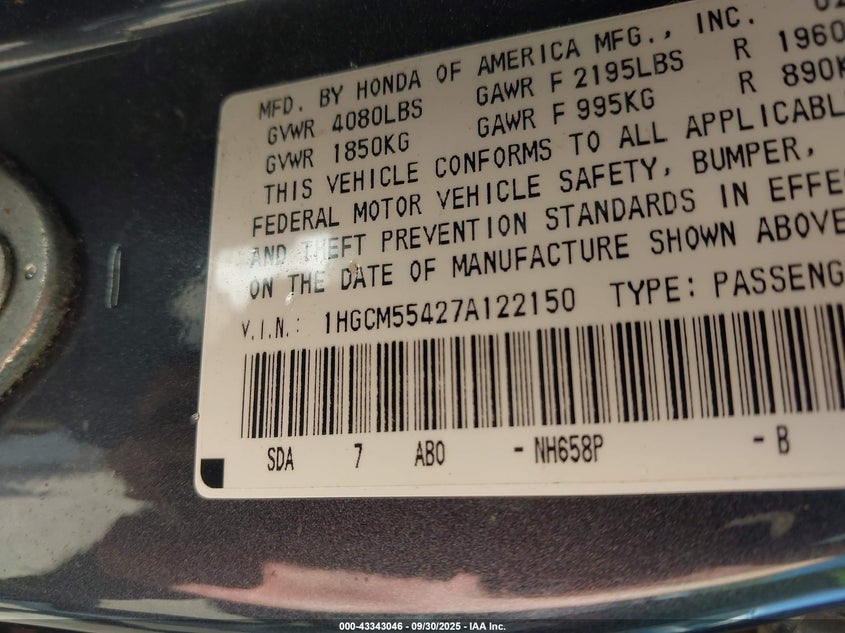 MFD. BY HONDA OF AMERICA MFG., INC.
GVWR 4080LBS GAWR F 2195LBS R 1960
GVWR 1850KG GAWR F 995KG R 890K
THIS VEHICLE CONFORMS TO ALL APPLICABL
FEDERAL MOTOR VEHICLE SAFETY, BUMPER,
AND THEFT PREVENTION STANDARDS IN EFFE
ON THE DATE OF MANUFACTURE SHOWN ABOVE
V.I.N.: 1HGCM55427A122150 TYPE: PASSENG
SDA 7 AB0 - NH658P - B
000-43343046 - 09/30/2025 - IAA Inc.